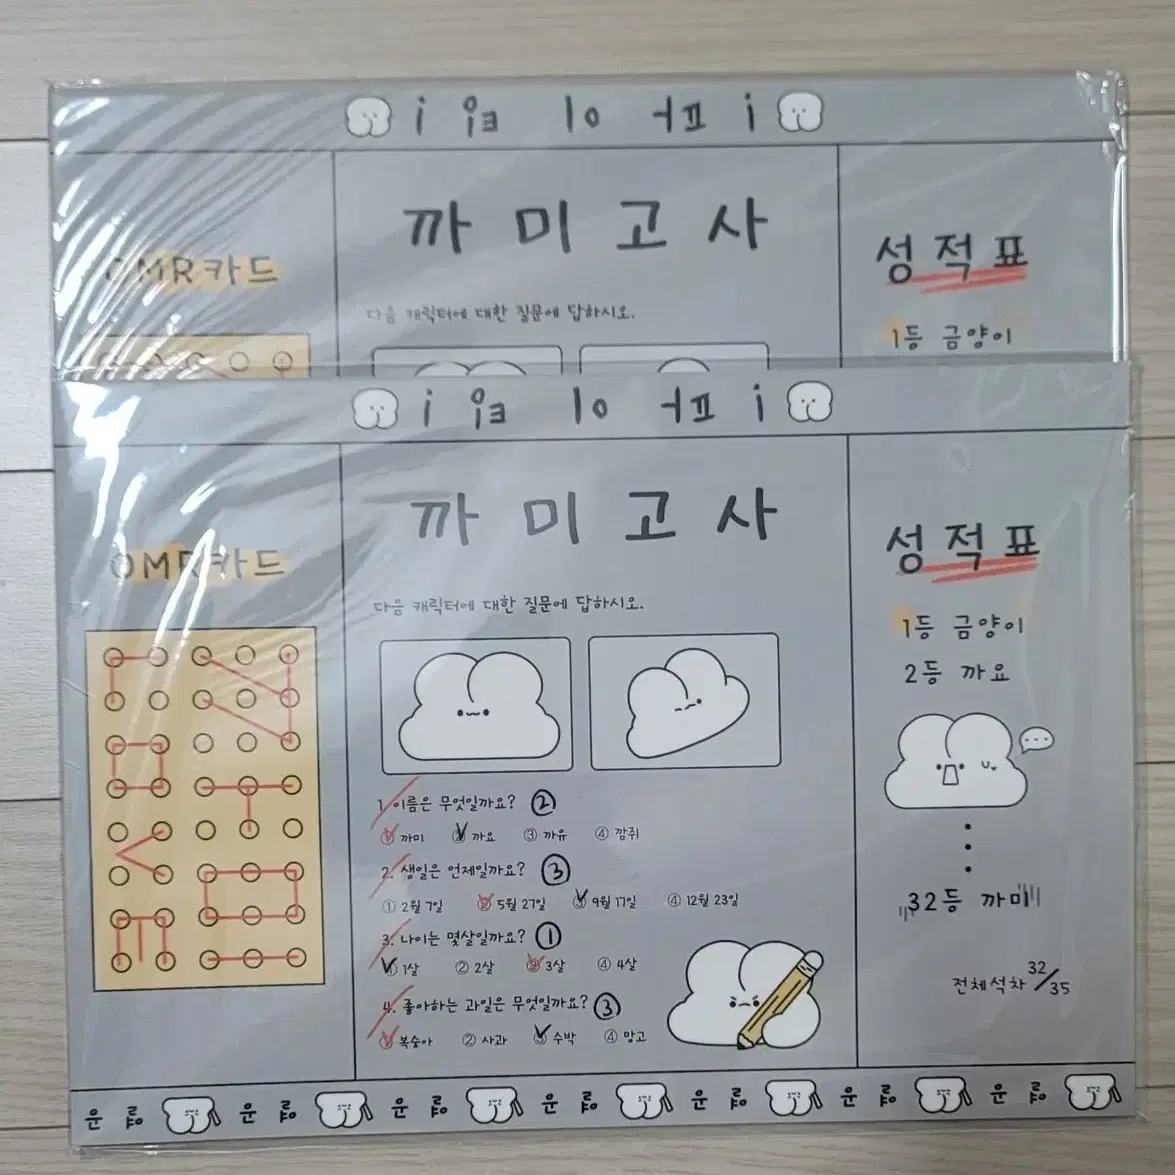 까 미 고 사
OMR카드
성적표
다음 캐릭터에 대한 질문에 답하시오.
1등 금양이
까 미 고 사
OMR카드
성적표
다음 캐릭터에 대한 질문에 답하시오.
1등 금양이
2등 까요
1. 이름은 무엇일까요? ②
① 까미 ② 까요 ③ 까유 ④ 깜쥐
2. 생일은 언제일까요? ③
① 2월 7일 ② 5월 27일 ③ 9월 17일 ④ 12월 23일
3. 나이는 몇살일까요? ①
① 1살 ② 2살 ③ 3살 ④ 4살
4. 좋아하는 과일은 무엇일까요? ③
① 복숭아 ② 사과 ③ 수박 ④ 망고
32등 까미
전체석차 32/35